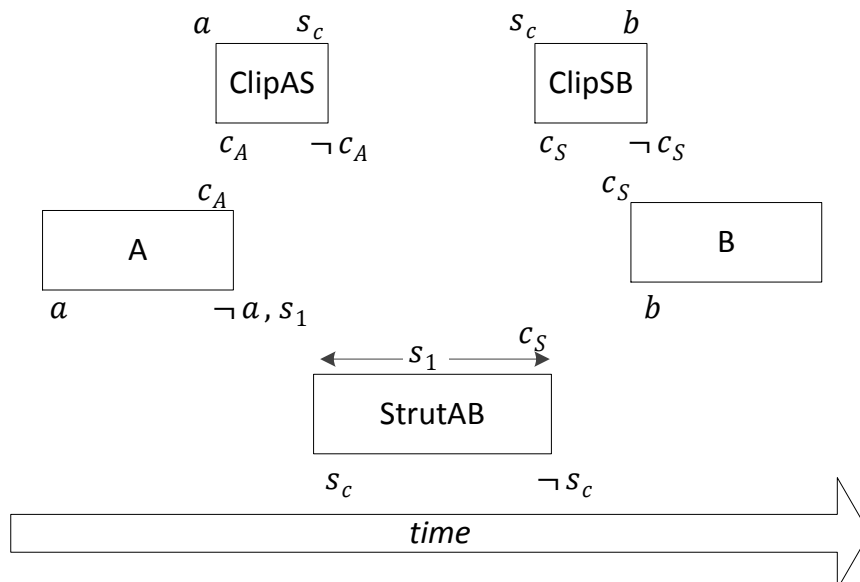 a s_c s_c b
ClipAS ClipSB
c_A ¬ c_A c_S ¬ c_S
c_A c_S
A B
a ¬ a , s_1 b
c_S
s_1
StrutAB
s_c ¬ s_c
time